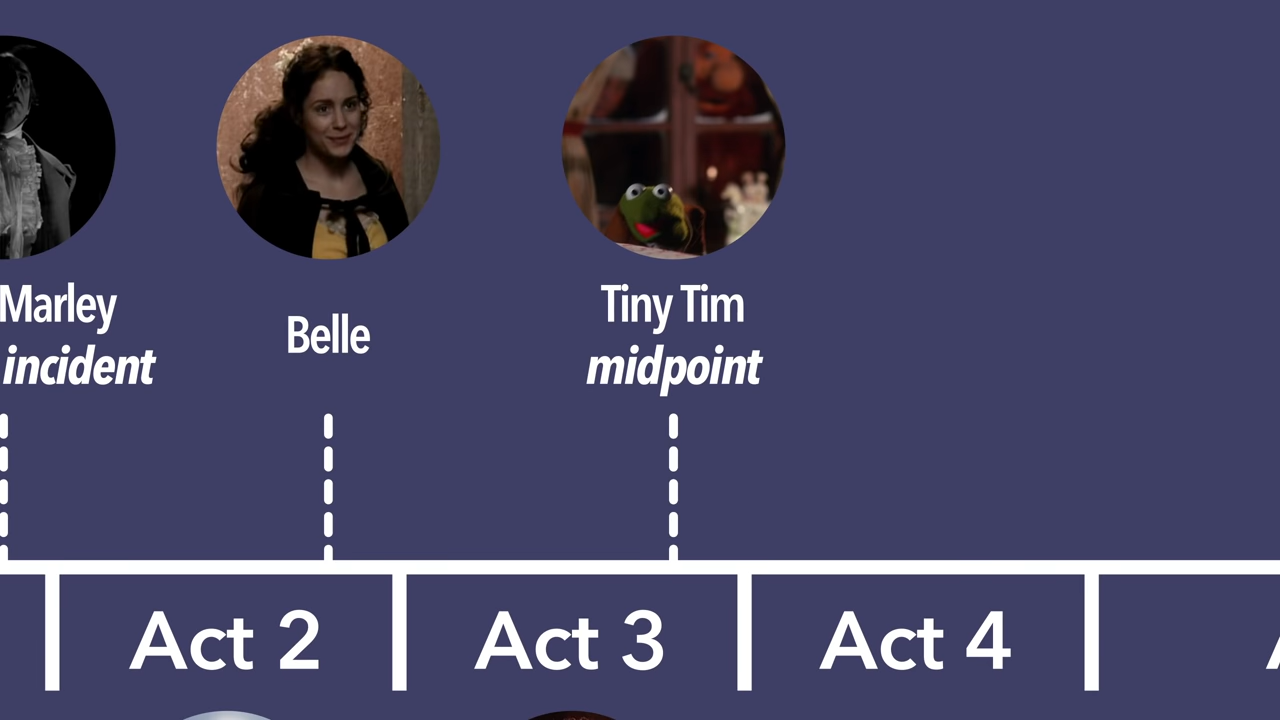 Marley
incident
Belle
Tiny Tim
midpoint
Act 2
Act 3
Act 4